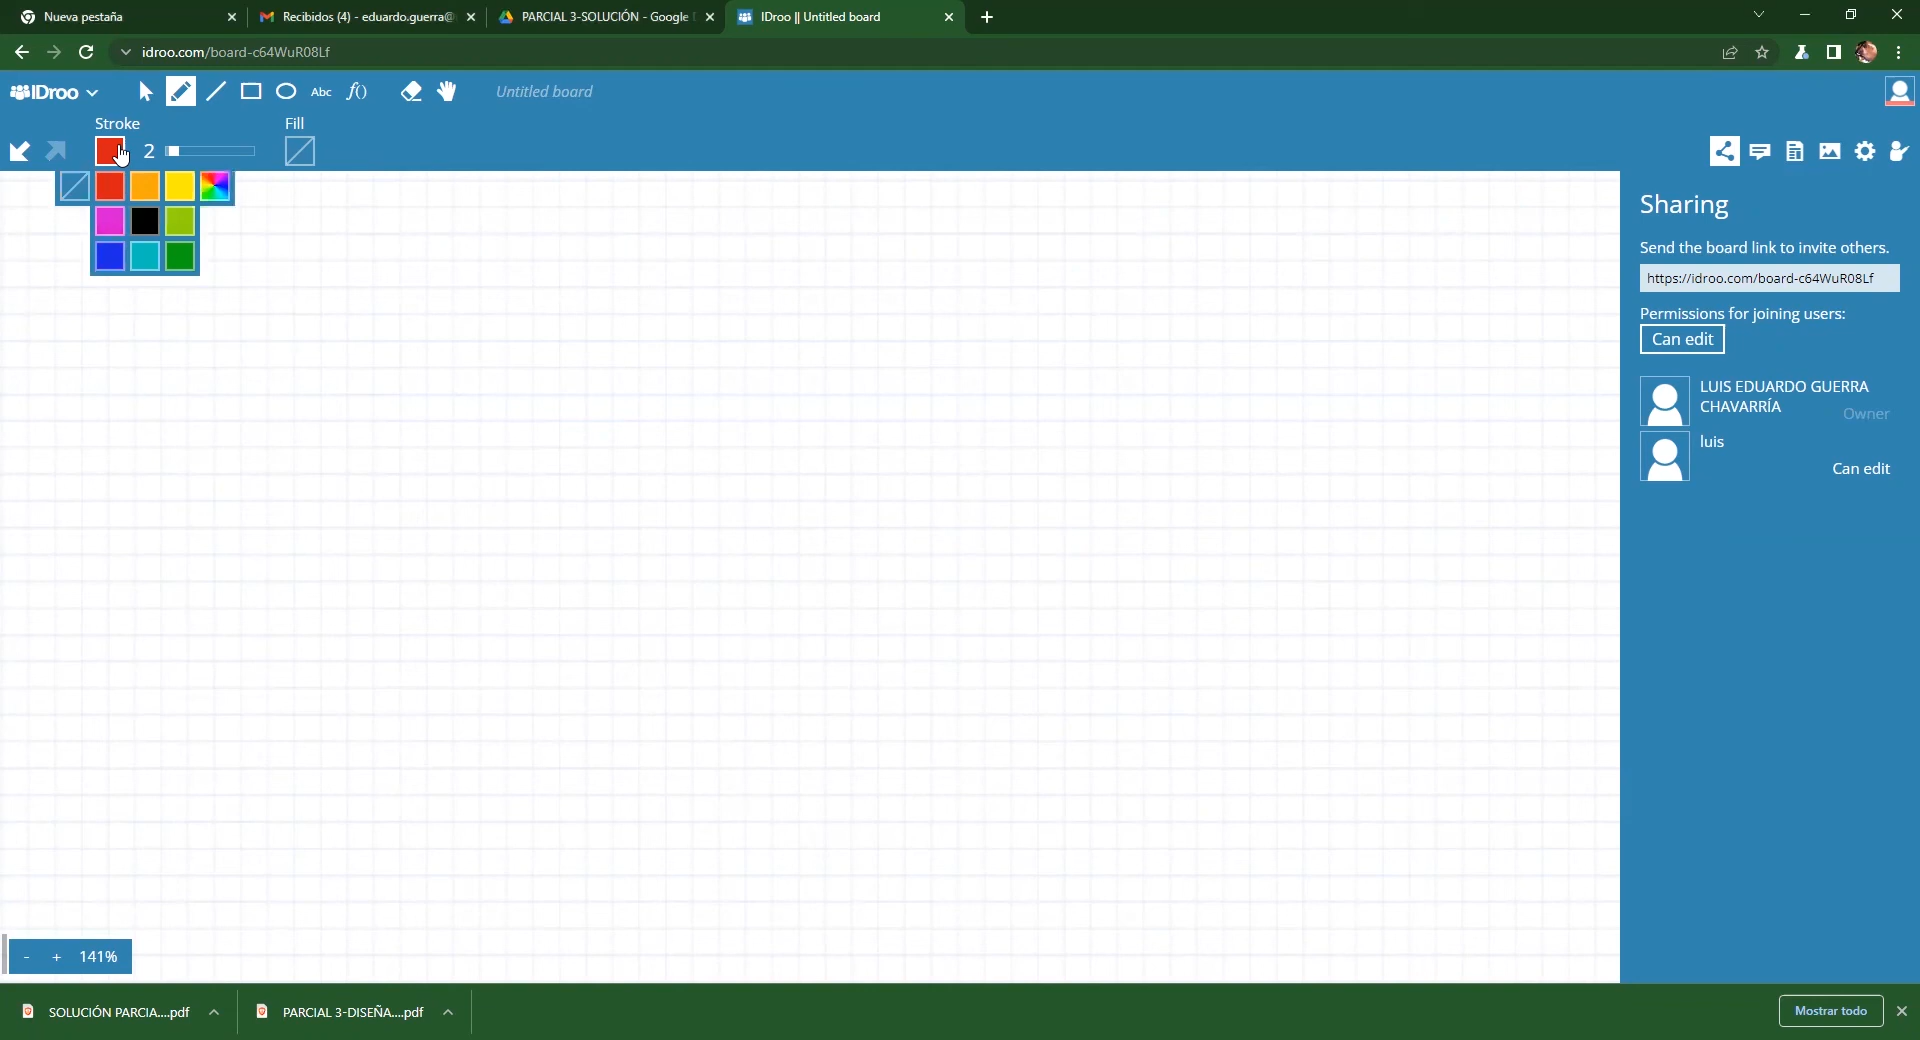 Nueva pestaña
Recibidos (4) - eduardo.guerra@
PARCIAL 3-SOLUCIÓN - Google
IDroo || Untitled board
idroo.com/board-c64WuR08Lf
IDroo
Abc
f()
Untitled board
Stroke
Fill
2
Sharing
Send the board link to invite others.
https://idroo.com/board-c64WuR08Lf
Permissions for joining users:
Can edit
LUIS EDUARDO GUERRA
CHAVARRÍA
Owner
luis
Can edit
- + 141%
SOLUCIÓN PARCIA....pdf
PARCIAL 3-DISEÑA....pdf
Mostrar todo